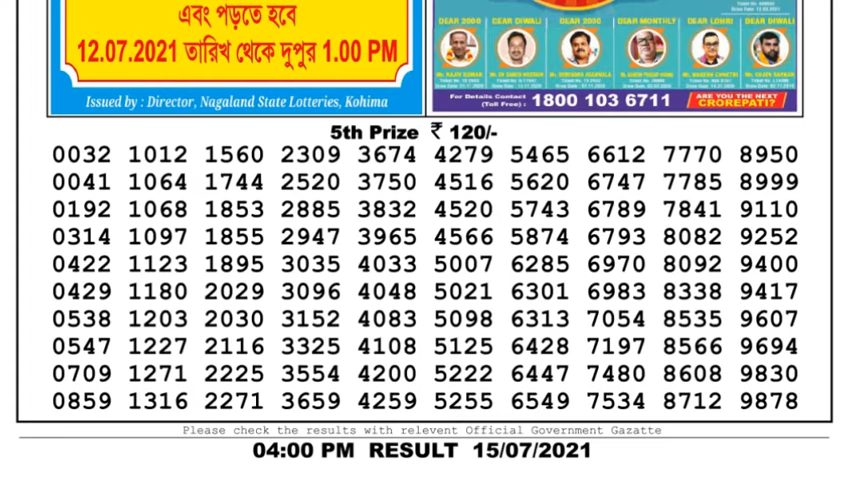 এবং পড়তে হবে
12.07.2021 তারিখ থেকে দুপুর 1.00 PM
Issued by : Director, Nagaland State Lotteries, Kohima
DEAR 2000 DEAR DIWALI DEAR 2000 DEAR MONTHLY DEAR LOHRI DEAR DIWALI
For Details Contact
(Toll Free) : 1800 103 6711
ARE YOU THE NEXT
CROREPATI?
5th Prize ₹ 120/-
0032 1012 1560 2309 3674 4279 5465 6612 7770 8950
0041 1064 1744 2520 3750 4516 5620 6747 7785 8999
0192 1068 1853 2885 3832 4520 5743 6789 7841 9110
0314 1097 1855 2947 3965 4566 5874 6793 8082 9252
0422 1123 1895 3035 4033 5007 6285 6970 8092 9400
0429 1180 2029 3096 4048 5021 6301 6983 8338 9417
0538 1203 2030 3152 4083 5098 6313 7054 8535 9607
0547 1227 2116 3325 4108 5125 6428 7197 8566 9694
0709 1271 2225 3554 4200 5222 6447 7480 8608 9830
0859 1316 2271 3659 4259 5255 6549 7534 8712 9878
Please check the results with relevent Official Government Gazatte
04:00 PM RESULT 15/07/2021